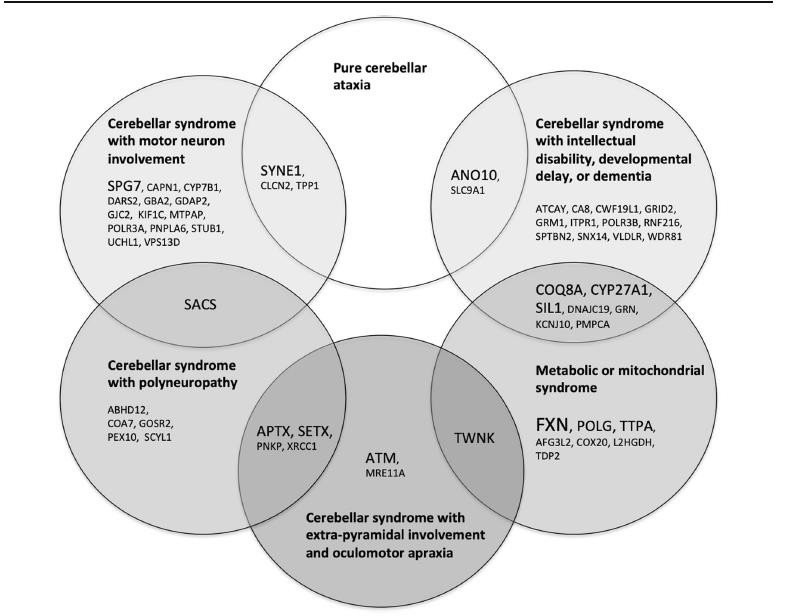 Pure cerebellar
ataxia
Cerebellar syndrome
with motor neuron
involvement
SPG7, CAPN1, CYP7B1,
DARS2, GBA2, GDAP2,
GJC2, KIF1C, MTPAP,
POLR3A, PNPLA6, STUB1,
UCHL1, VPS13D
SYNE1,
CLCN2, TPP1
ANO10,
SLC9A1
Cerebellar syndrome
with intellectual
disability, developmental
delay, or dementia
ATCAY, CA8, CWF19L1, GRID2,
GRM1, ITPR1, POLR3B, RNF216,
SPTBN2, SNX14, VLDLR, WDR81
SACS
COQ8A, CYP27A1,
SIL1, DNAJC19, GRN,
KCNJ10, PMPCA
Cerebellar syndrome
with polyneuropathy
ABHD12,
COA7, GOSR2,
PEX10, SCYL1
APTX, SETX,
PNKP, XRCC1
ATM,
MRE11A
TWNK
Metabolic or mitochondrial
syndrome
FXN, POLG, TTPA,
AFG3L2, COX20, L2HGDH,
TDP2
Cerebellar syndrome with
extra-pyramidal involvement
and oculomotor apraxia